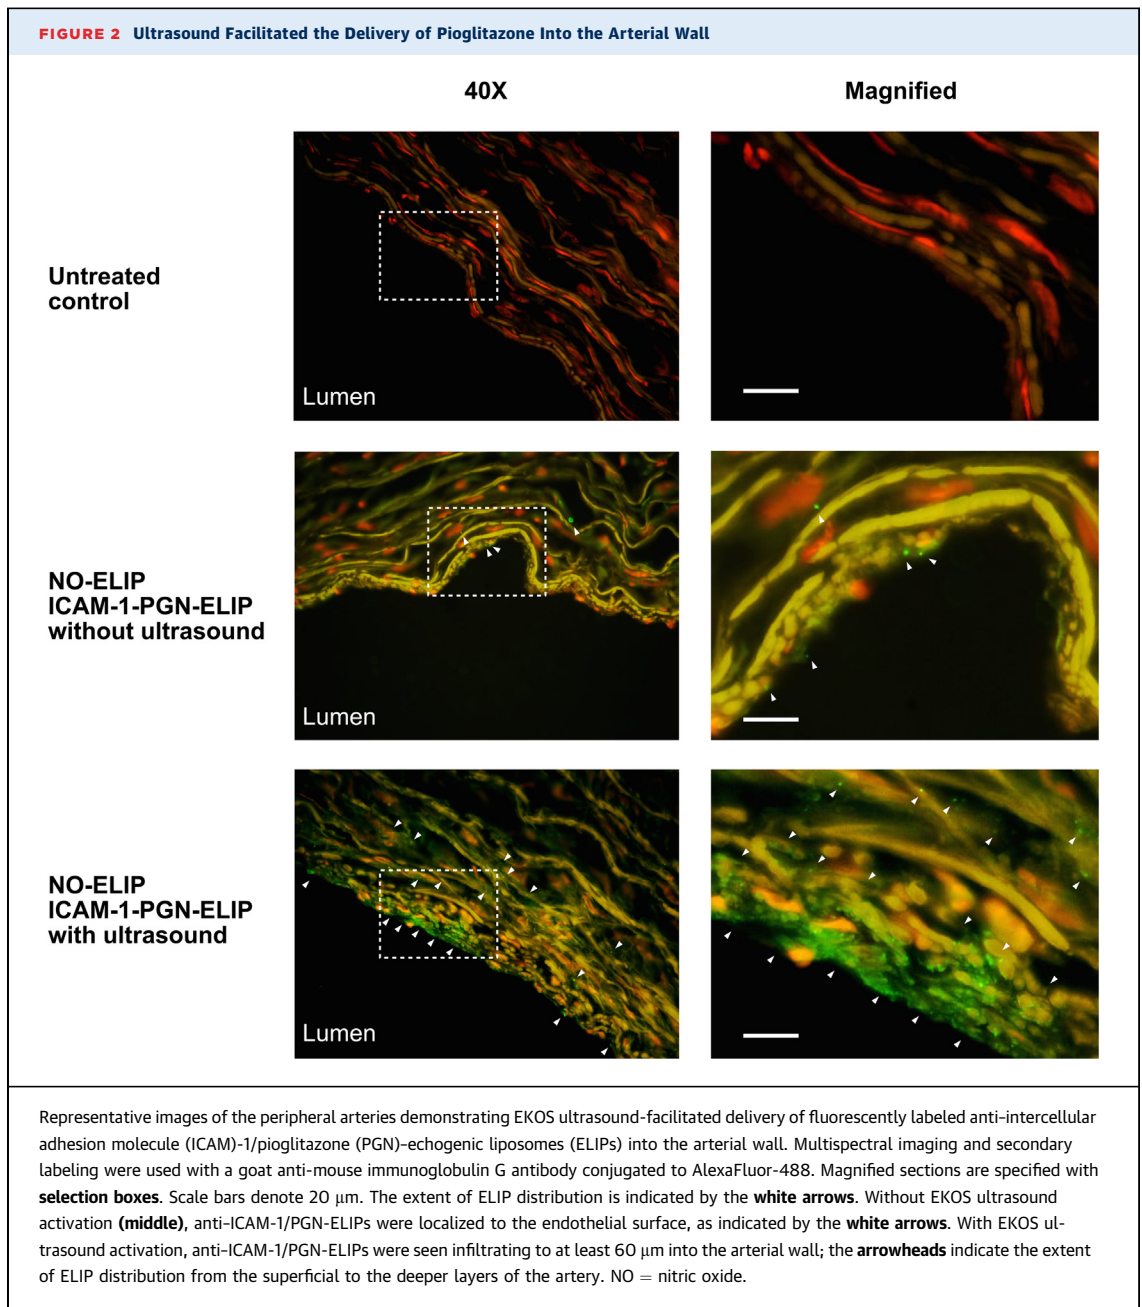 FIGURE 2 Ultrasound Facilitated the Delivery of Pioglitazone Into the Arterial Wall
40X
Magnified
Untreated
control
Lumen
NO-ELIP
ICAM-1-PGN-ELIP
without ultrasound
Lumen
NO-ELIP
ICAM-1-PGN-ELIP
with ultrasound
Lumen
Representative images of the peripheral arteries demonstrating EKOS ultrasound-facilitated delivery of fluorescently labeled anti–intercellular
adhesion molecule (ICAM)-1/pioglitazone (PGN)–echogenic liposomes (ELIPs) into the arterial wall. Multispectral imaging and secondary
labeling were used with a goat anti-mouse immunoglobulin G antibody conjugated to AlexaFluor-488. Magnified sections are specified with
selection boxes. Scale bars denote 20 μm. The extent of ELIP distribution is indicated by the white arrows. Without EKOS ultrasound
activation (middle), anti–ICAM-1/PGN-ELIPs were localized to the endothelial surface, as indicated by the white arrows. With EKOS ul-
trasound activation, anti–ICAM-1/PGN-ELIPs were seen infiltrating to at least 60 μm into the arterial wall; the arrowheads indicate the extent
of ELIP distribution from the superficial to the deeper layers of the artery. NO = nitric oxide.